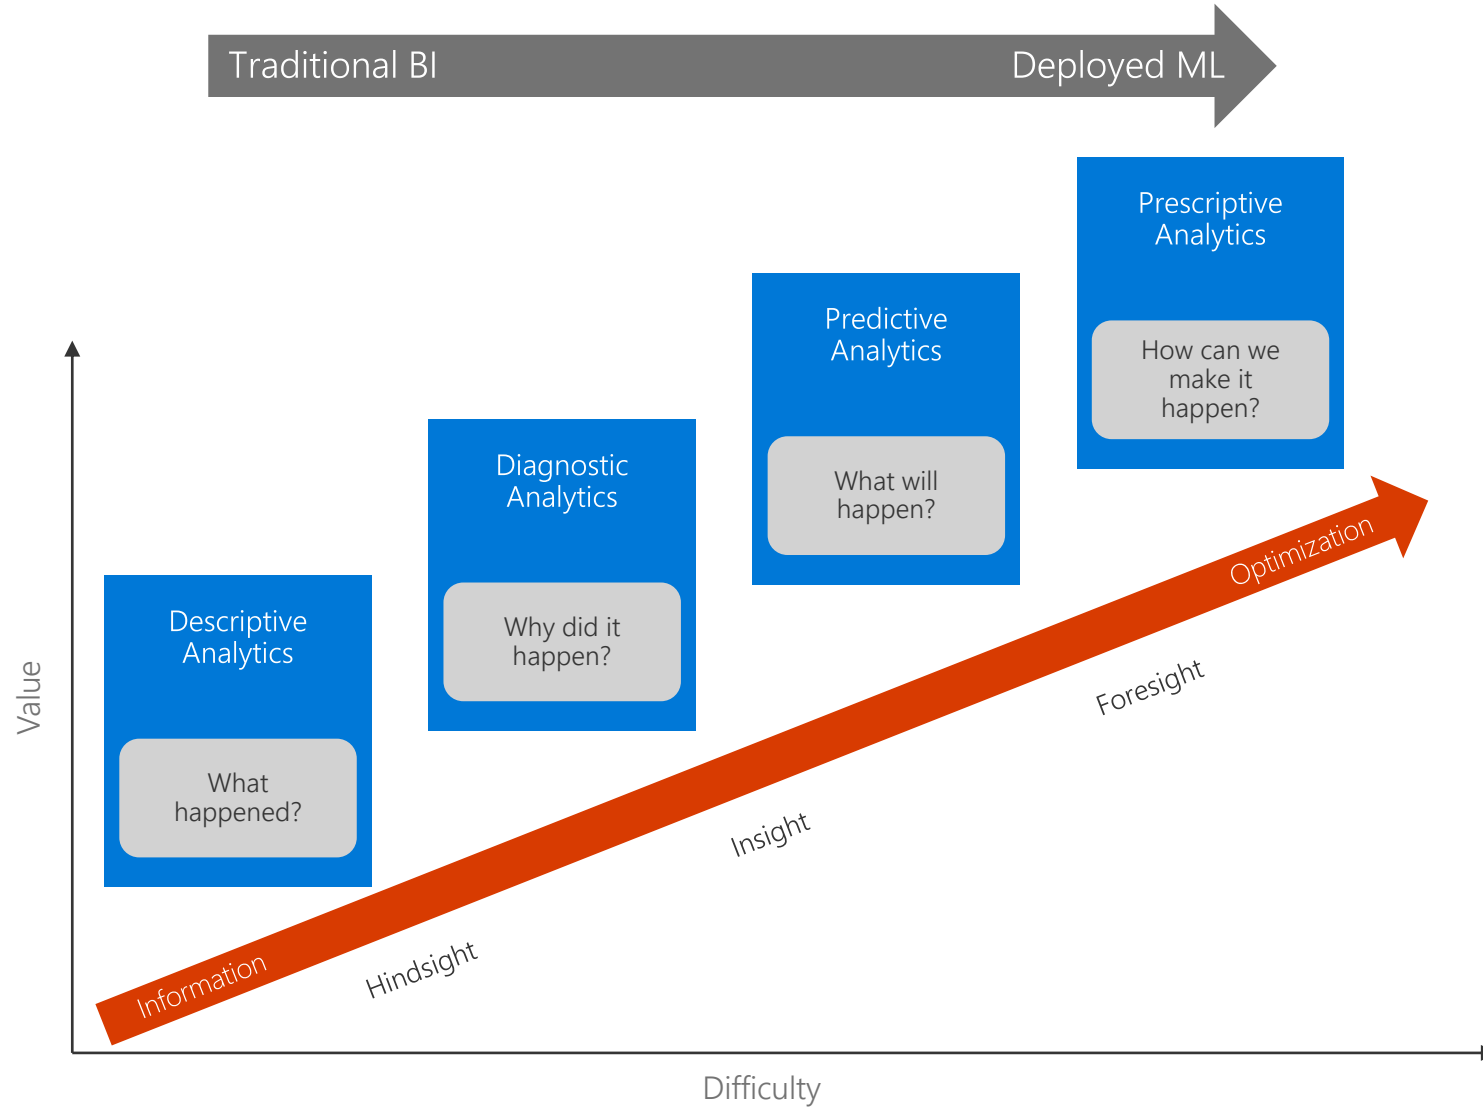 Traditional BI
Deployed ML
Prescriptive
Analytics
How can we
make it
happen?
Predictive
Analytics
What will
happen?
Diagnostic
Analytics
Why did it
happen?
Descriptive
Analytics
What
happened?
Value
Information
Optimization
Hindsight
Insight
Foresight
Difficulty